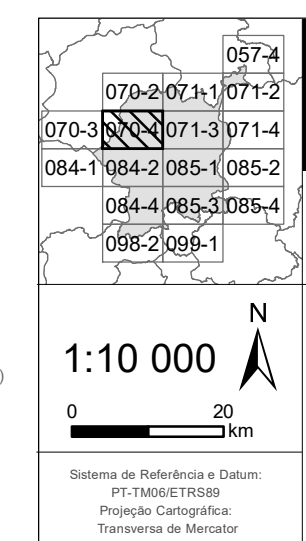 057-4
070-2 071-1 071-2
070-3 070-4 071-3 071-4
084-1 084-2 085-1 085-2
084-4 085-3 085-4
098-2 099-1
N
1:10 000
0 20
km
Sistema de Referência e Datum:
PT-TM06/ETRS89
Projeção Cartográfica:
Transversa de Mercator
)